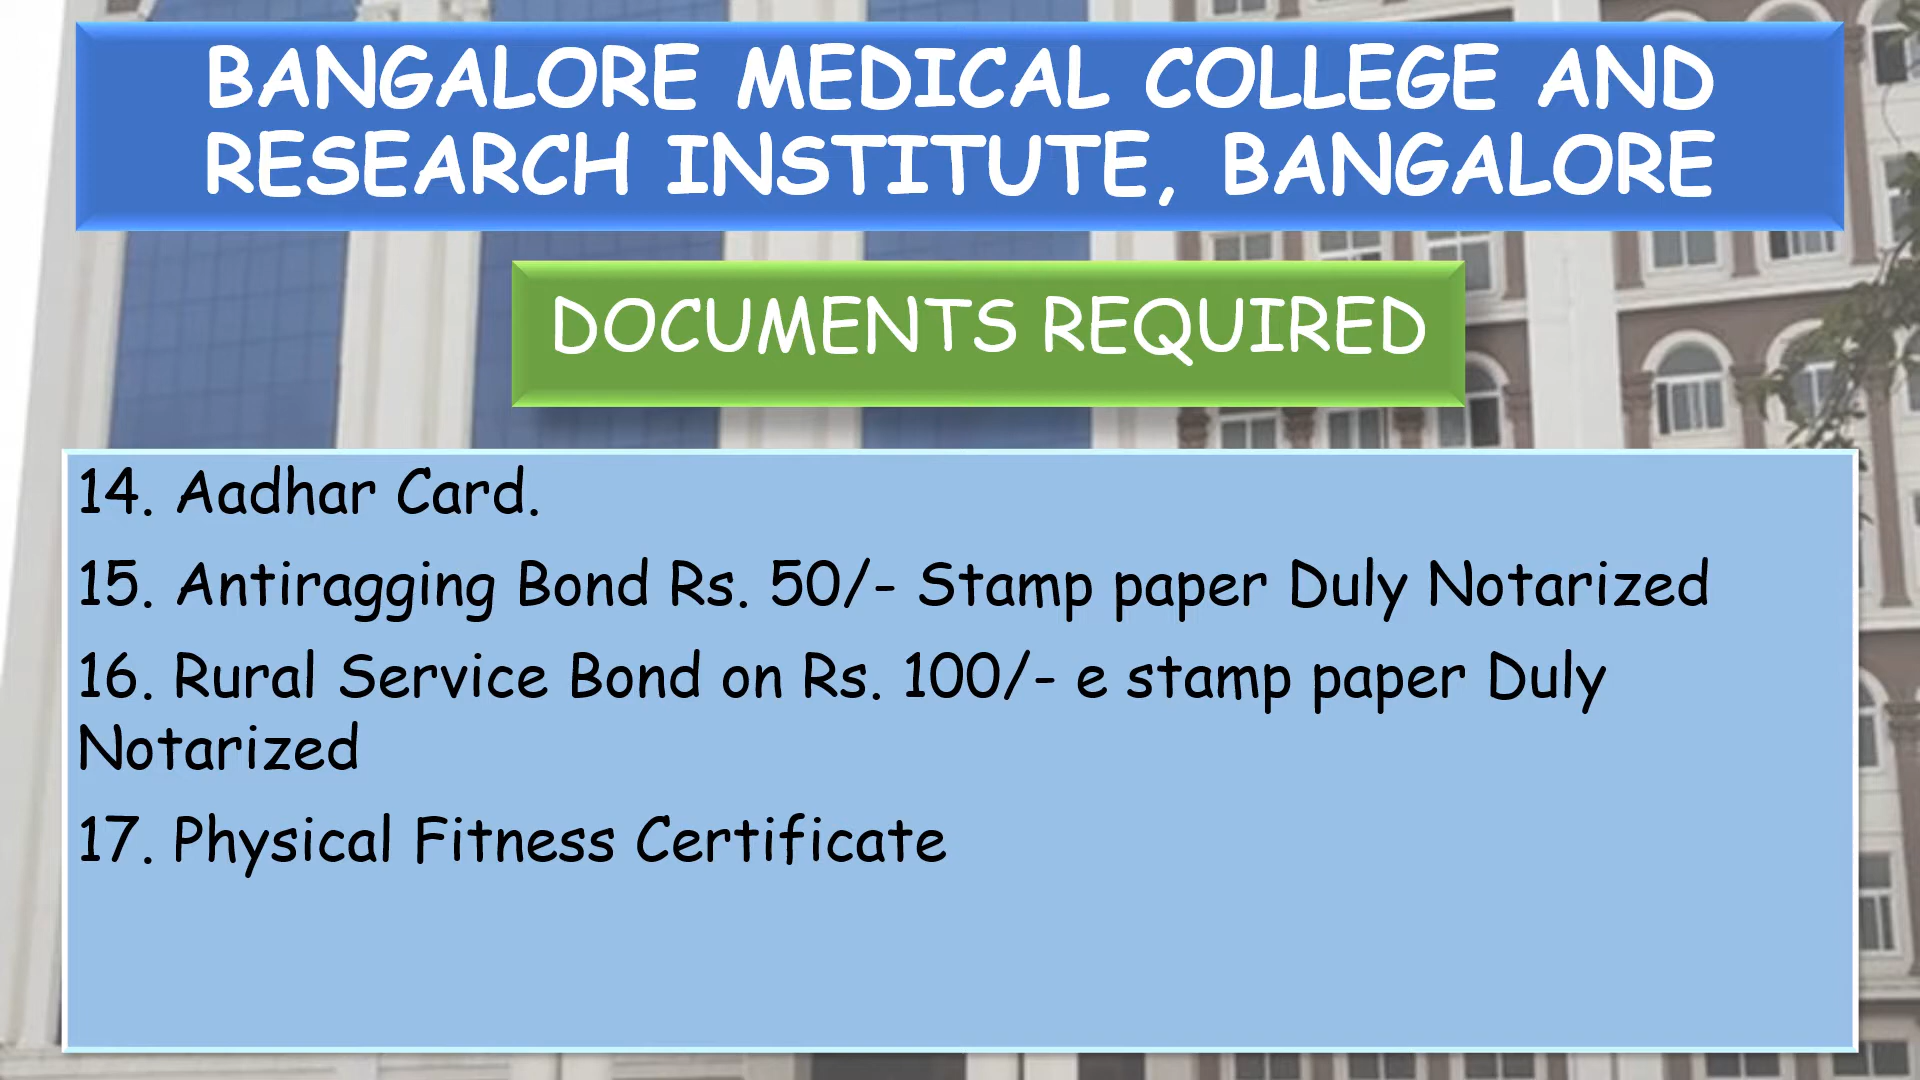 BANGALORE MEDICAL COLLEGE AND
RESEARCH INSTITUTE, BANGALORE
DOCUMENTS REQUIRED
14. Aadhar Card.
15. Antiragging Bond Rs. 50/- Stamp paper Duly Notarized
16. Rural Service Bond on Rs. 100/- e stamp paper Duly
Notarized
17. Physical Fitness Certificate